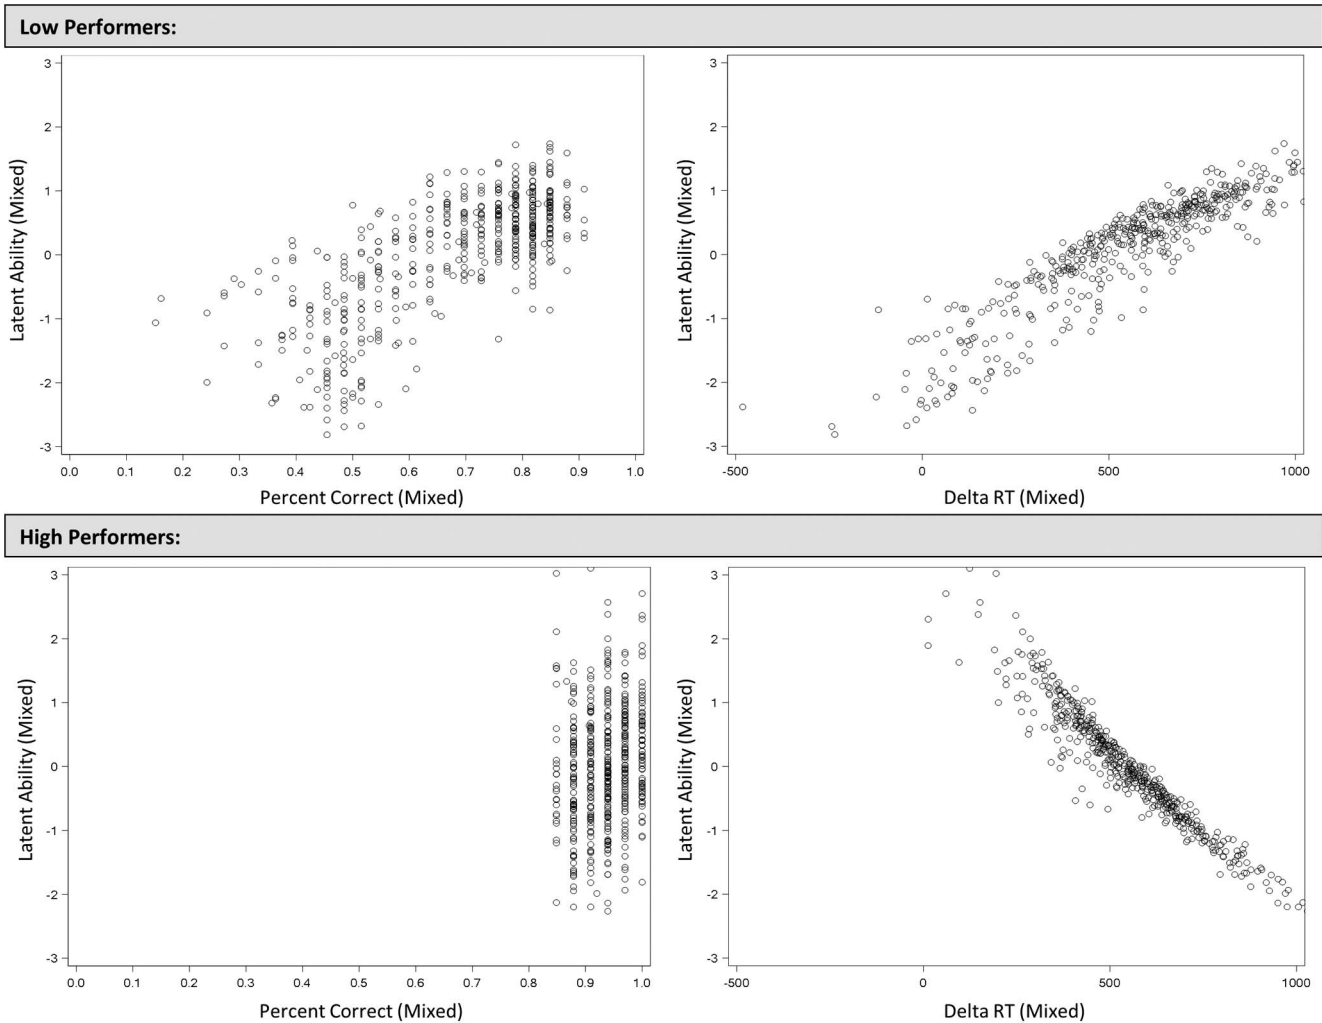 Low Performers:
3
2
1
0
-1
-2
-3
Latent Ability (Mixed)
0.0 0.1 0.2 0.3 0.4 0.5 0.6 0.7 0.8 0.9 1.0
Percent Correct (Mixed)
3
2
1
0
-1
-2
-3
Latent Ability (Mixed)
-500 0 500 1000
Delta RT (Mixed)
High Performers:
3
2
1
0
-1
-2
-3
Latent Ability (Mixed)
0.0 0.1 0.2 0.3 0.4 0.5 0.6 0.7 0.8 0.9 1.0
Percent Correct (Mixed)
3
2
1
0
-1
-2
-3
Latent Ability (Mixed)
-500 0 500 1000
Delta RT (Mixed)